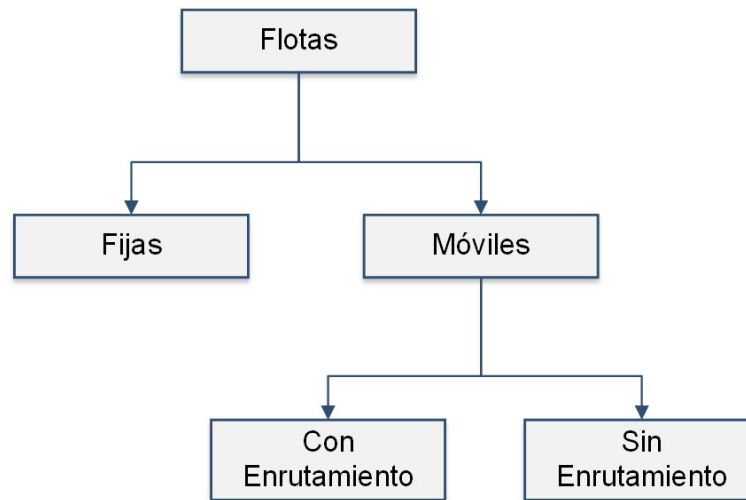 Flotas
Fijas
Móviles
Con
Enrutamiento
Sin
Enrutamiento